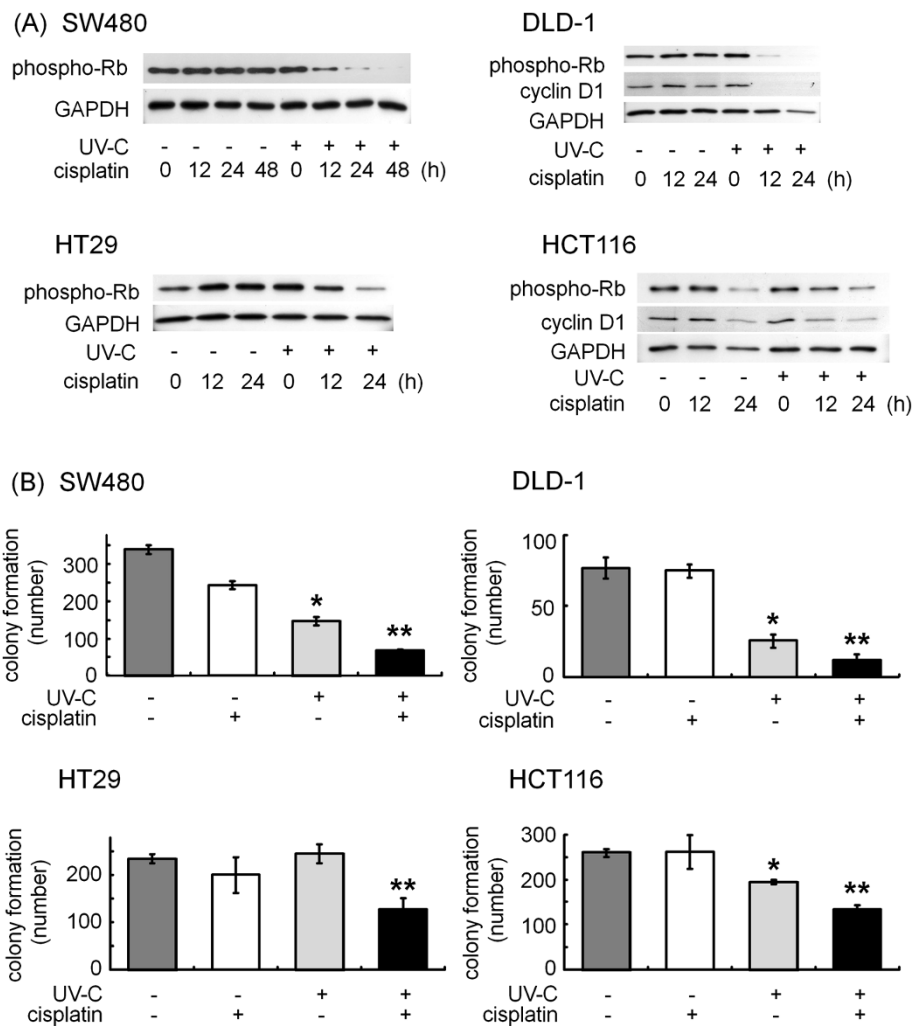 (A) SW480
phospho-Rb
GAPDH
UV-C - - - - + + + +
cisplatin 0 12 24 48 0 12 24 48 (h)
DLD-1
phospho-Rb
cyclin D1
GAPDH
UV-C - - - + + +
cisplatin 0 12 24 0 12 24 (h)
HT29
phospho-Rb
GAPDH
UV-C - - - + + +
cisplatin 0 12 24 0 12 24 (h)
HCT116
phospho-Rb
cyclin D1
GAPDH
UV-C - - - + + +
cisplatin 0 12 24 0 12 24 (h)
(B) SW480
colony formation
(number)
300
200
100
0
*
**
UV-C - - + +
cisplatin - + - +
DLD-1
colony formation
(number)
100
50
0
*
**
UV-C - - + +
cisplatin - + - +
HT29
colony formation
(number)
200
100
0
**
UV-C - - + +
cisplatin - + - +
HCT116
colony formation
(number)
300
200
100
0
*
**
UV-C - - + +
cisplatin - + - +